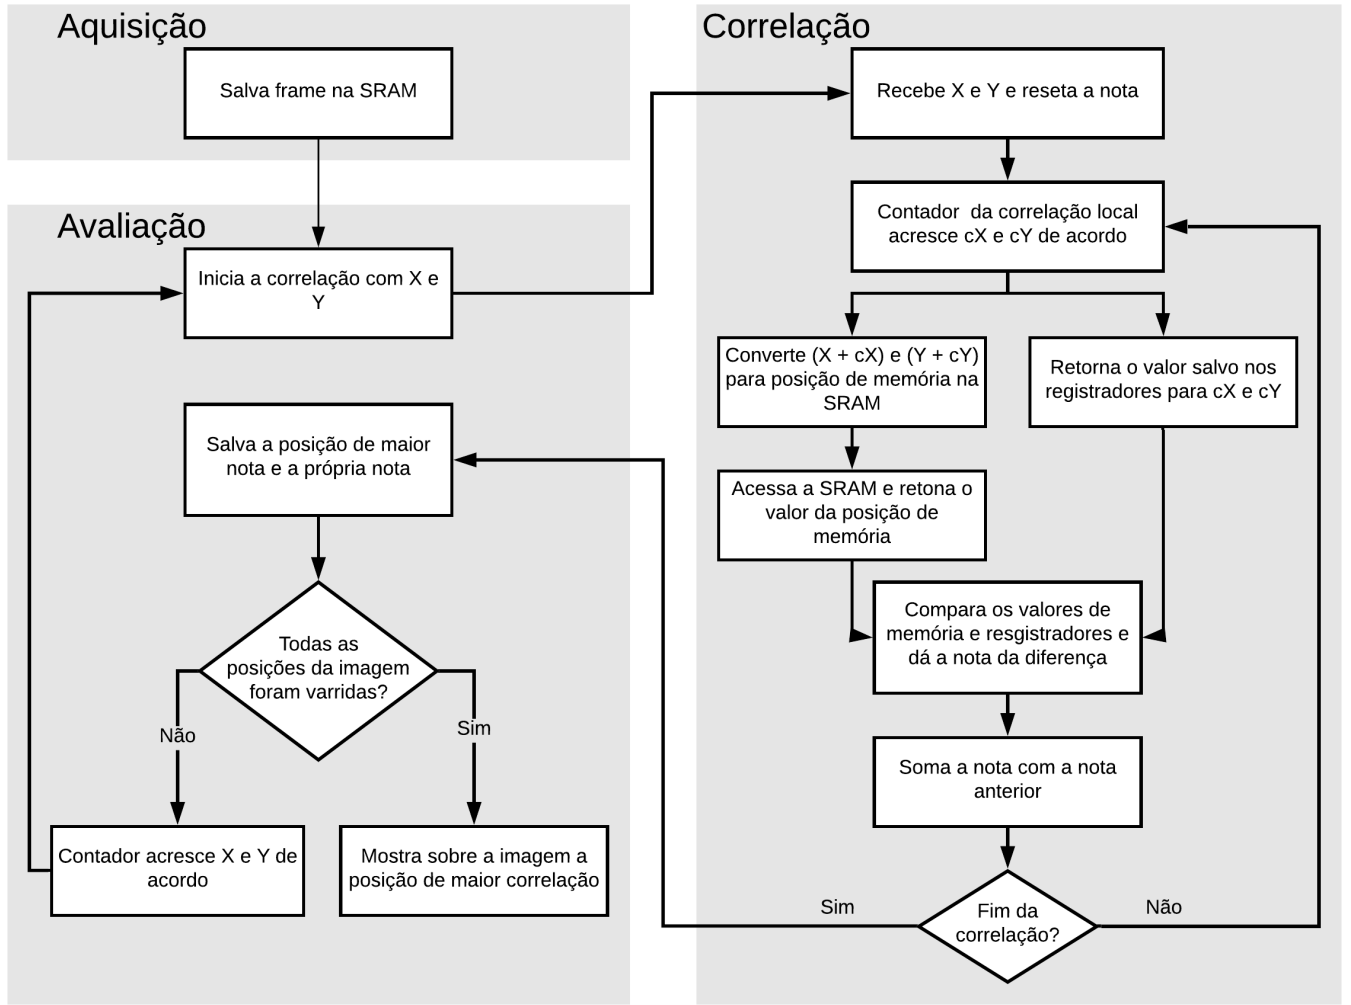 Aquisição
Salva frame na SRAM
Avaliação
Inicia a correlação com X e
Y
Salva a posição de maior
nota e a própria nota
Todas as
posições da imagem
foram varridas?
Não
Sim
Contador acresce X e Y de
acordo
Mostra sobre a imagem a
posição de maior correlação
Correlação
Recebe X e Y e reseta a nota
Contador da correlação local
acresce cX e cY de acordo
Converte (X + cX) e (Y + cY)
para posição de memória na
SRAM
Retorna o valor salvo nos
registradores para cX e cY
Acessa a SRAM e retona o
valor da posição de
memória
Compara os valores de
memória e resgistradores e
dá a nota da diferença
Soma a nota com a nota
anterior
Fim da
correlação?
Sim
Não